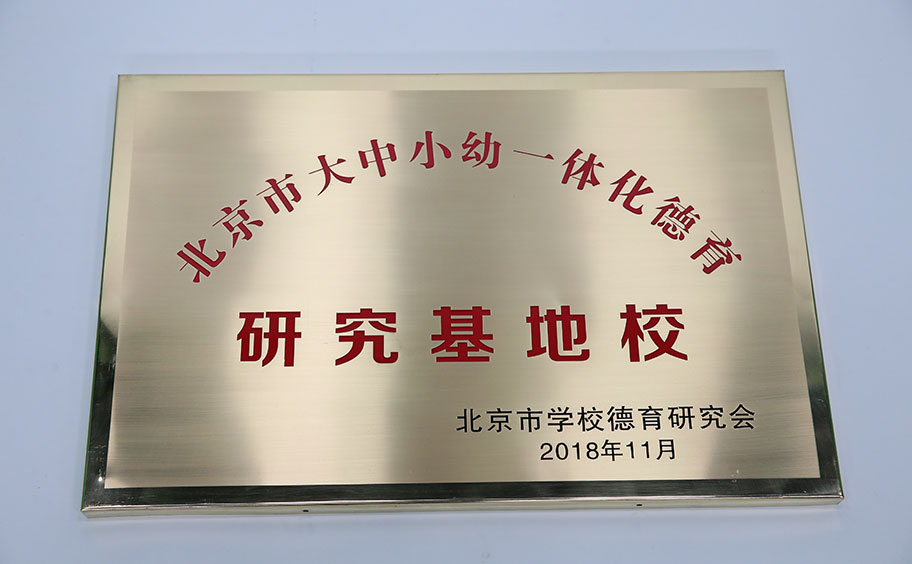 北京市大中小幼一体化德育
研究基地校
北京市学校德育研究会
2018年11月